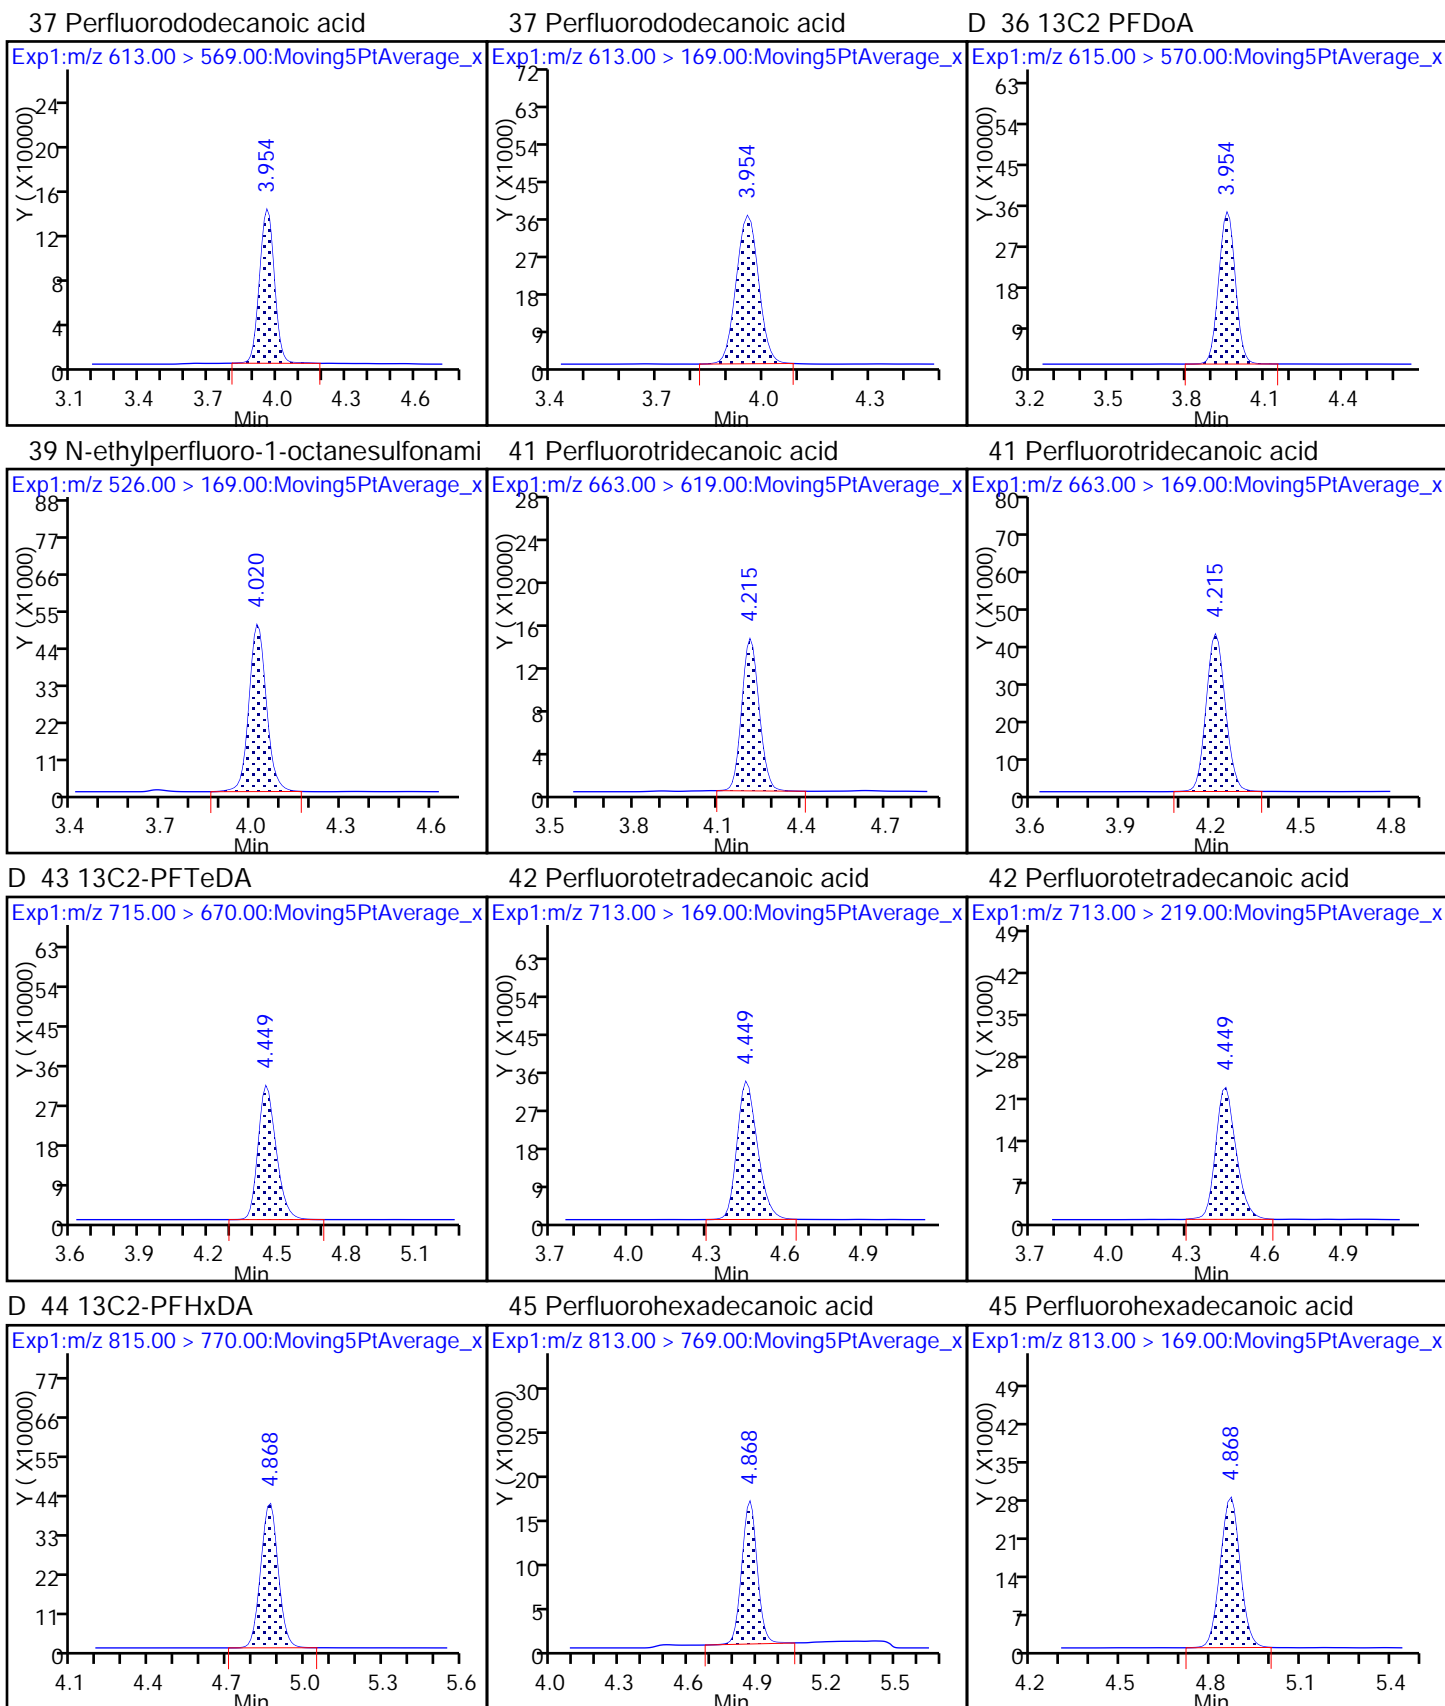 37 Perfluorododecanoic acid
Exp1:m/z 613.00 > 569.00:Moving5PtAverage_x
Y ( X10000)
24
20
16
12
8
4
0
3.954
3.1 3.4 3.7 4.0 4.3 4.6
Min
37 Perfluorododecanoic acid
Exp1:m/z 613.00 > 169.00:Moving5PtAverage_x
Y ( X1000)
72
63
54
45
36
27
18
9
0
3.954
3.4 3.7 4.0 4.3
Min
D 36 13C2 PFDoA
Exp1:m/z 615.00 > 570.00:Moving5PtAverage_x
Y ( X10000)
63
54
45
36
27
18
9
0
3.954
3.2 3.5 3.8 4.1 4.4
Min
39 N-ethylperfluoro-1-octanesulfonami
Exp1:m/z 526.00 > 169.00:Moving5PtAverage_x
Y ( X1000)
88
77
66
55
44
33
22
11
0
4.020
3.4 3.7 4.0 4.3 4.6
Min
41 Perfluorotridecanoic acid
Exp1:m/z 663.00 > 619.00:Moving5PtAverage_x
Y ( X10000)
28
24
20
16
12
8
4
0
4.215
3.5 3.8 4.1 4.4 4.7
Min
41 Perfluorotridecanoic acid
Exp1:m/z 663.00 > 169.00:Moving5PtAverage_x
Y ( X1000)
80
70
60
50
40
30
20
10
0
4.215
3.6 3.9 4.2 4.5 4.8
Min
D 43 13C2-PFTeDA
Exp1:m/z 715.00 > 670.00:Moving5PtAverage_x
Y ( X10000)
63
54
45
36
27
18
9
0
4.449
3.6 3.9 4.2 4.5 4.8 5.1
Min
42 Perfluorotetradecanoic acid
Exp1:m/z 713.00 > 169.00:Moving5PtAverage_x
Y ( X1000)
63
54
45
36
27
18
9
0
4.449
3.7 4.0 4.3 4.6 4.9
Min
42 Perfluorotetradecanoic acid
Exp1:m/z 713.00 > 219.00:Moving5PtAverage_x
Y ( X1000)
49
42
35
28
21
14
7
0
4.449
3.7 4.0 4.3 4.6 4.9
Min
D 44 13C2-PFHxDA
Exp1:m/z 815.00 > 770.00:Moving5PtAverage_x
Y ( X10000)
77
66
55
44
33
22
11
0
4.868
4.1 4.4 4.7 5.0 5.3 5.6
Min
45 Perfluorohexadecanoic acid
Exp1:m/z 813.00 > 769.00:Moving5PtAverage_x
Y ( X10000)
30
25
20
15
10
5
0
4.868
4.0 4.3 4.6 4.9 5.2 5.5
Min
45 Perfluorohexadecanoic acid
Exp1:m/z 813.00 > 169.00:Moving5PtAverage_x
Y ( X1000)
49
42
35
28
21
14
7
0
4.868
4.2 4.5 4.8 5.1 5.4
Min